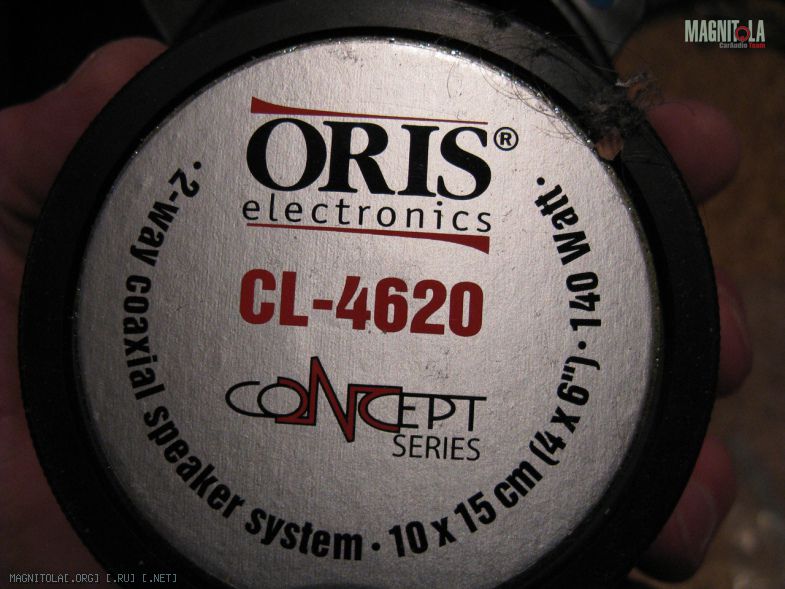 MAGNITOLA
CarAudio Team
ORIS®
electronics
CL-4620
CONCEPT
SERIES
· 2-way coaxial speaker system · 10 x 15 cm (4 x 6") · 140 Watt ·
MAGNITOLA[.ORG] [.RU] [.NET]